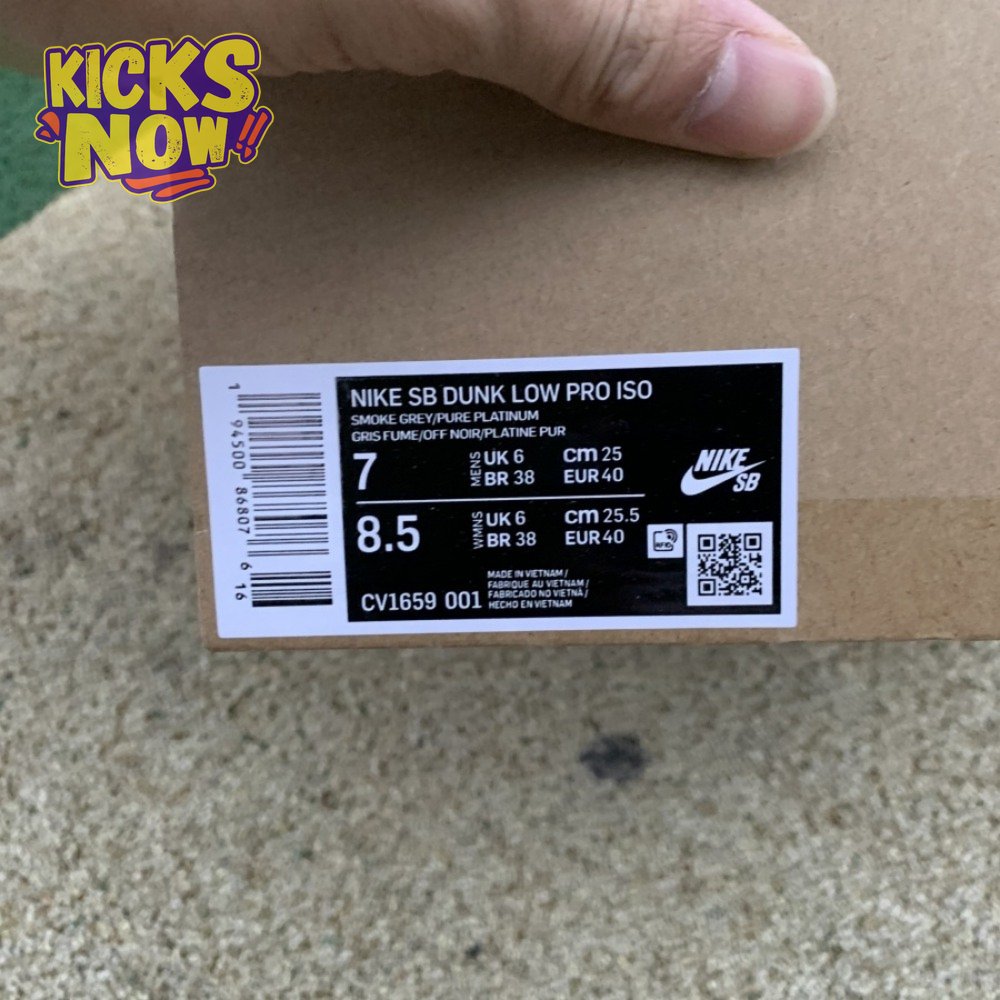 KICKS
NOW!!
NIKE SB DUNK LOW PRO ISO
SMOKE GREY/PURE PLATINUM
GRIS FUME/OFF NOIR/PLATINE PUR
7
MENS
UK 6 cm 25
BR 38 EUR 40
8.5
WMNS
UK 6 cm 25.5
BR 38 EUR 40
CV1659 001
MADE IN VIETNAM /
FABRIQUE AU VIETNAM /
FABRICADO NO VIETNÃ /
HECHO EN VIETNAM
RFID
NIKE
SB
1 94500 86807 6 16